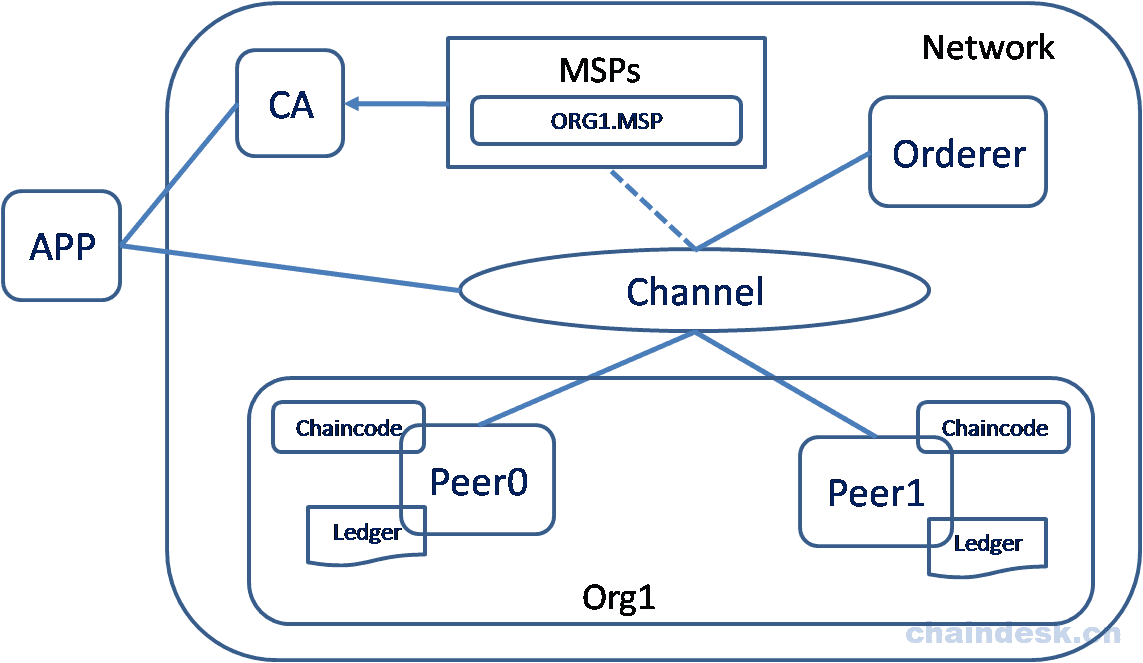 Network
MSPs
CA
ORG1.MSP
Orderer
APP
Channel
Chaincode
Chaincode
Peer0
Peer1
Ledger
Ledger
Org1
chaindesk.cn